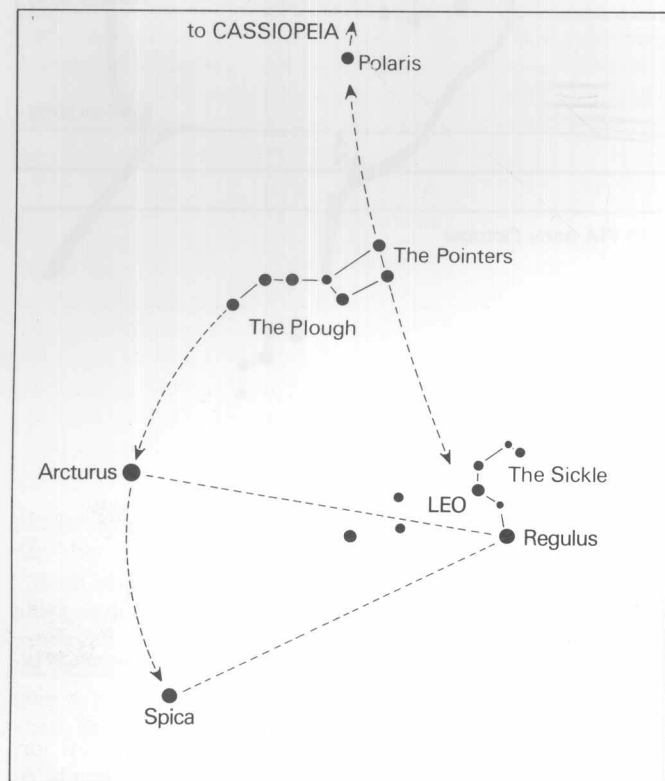 to CASSIOPEIA
Polaris
The Pointers
The Plough
Arcturus
The Sickle
LEO
Regulus
Spica